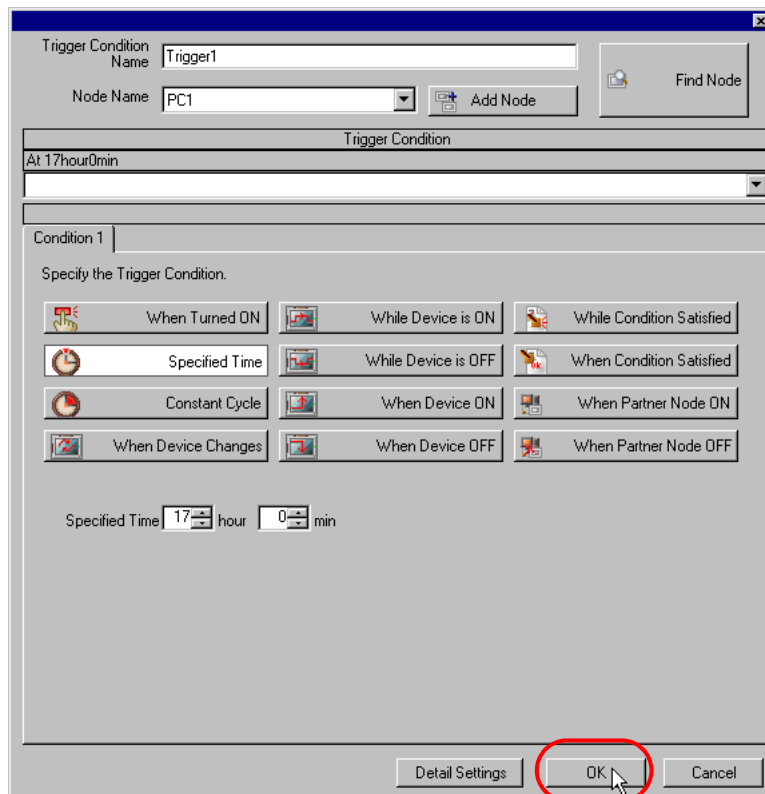 Trigger Condition Name Trigger1
Find Node
Node Name PC1 Add Node
Trigger Condition
At 17hour0min
Condition 1
Specify the Trigger Condition.
When Turned ON While Device is ON While Condition Satisfied
Specified Time While Device is OFF When Condition Satisfied
Constant Cycle When Device ON When Partner Node ON
When Device Changes When Device OFF When Partner Node OFF
Specified Time 17 hour 0 min
Detail Settings OK Cancel